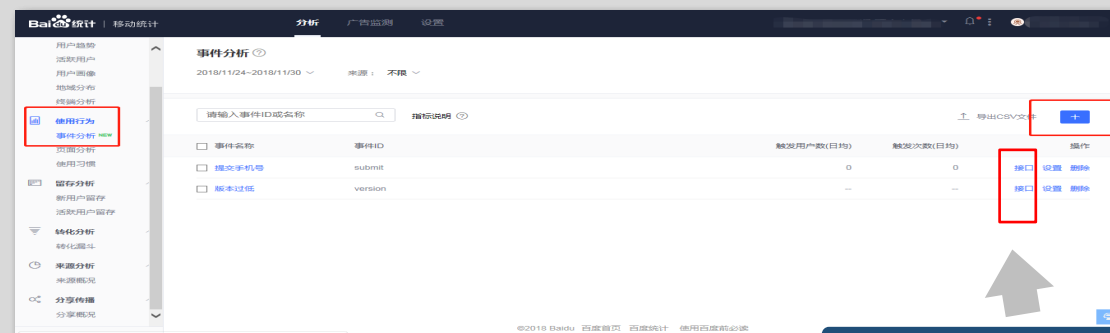 Bai统计 | 移动统计 分析 广告监测 设置
用户趋势
活跃用户
用户画像
地域分布
终端分析
使用行为
事件分析 NEW
页面分析
使用习惯
留存分析
新用户留存
活跃用户留存
转化分析
转化漏斗
来源分析
来源概况
分享传播
分享概况
事件分析
2018/11/24~2018/11/30 来源： 不限
请输入事件ID或名称 指标说明 导出CSV文件 +
事件名称 事件ID 触发用户数(日均) 触发次数(日均) 操作
提交手机号 submit 0 0 接口 设置 删除
版本过低 version -- -- 接口 设置 删除
©2018 Baidu 百度首页 百度统计 使用百度前必读